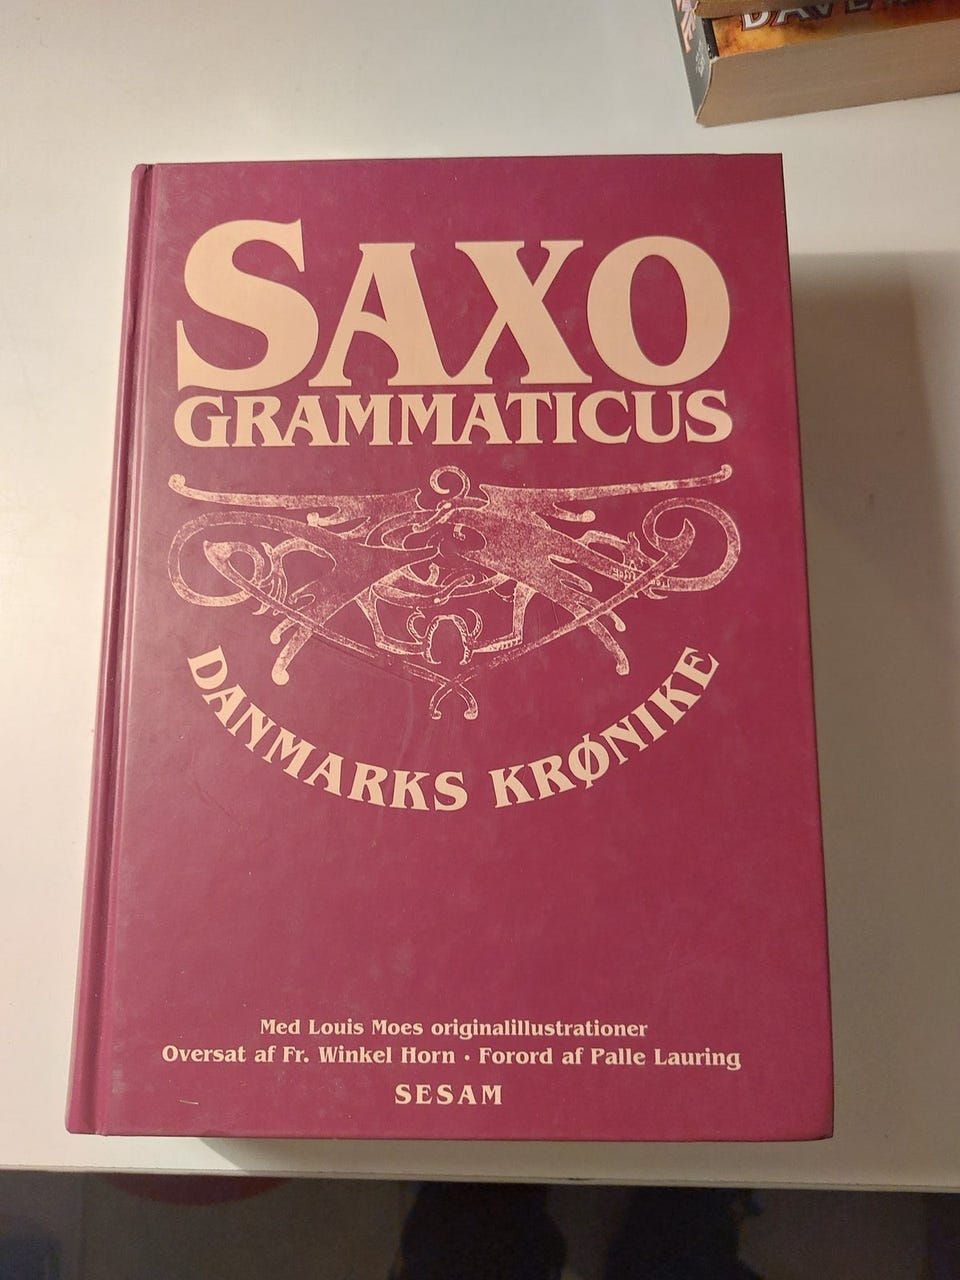 SAXO
GRAMMATICUS
DANMARKS KRØNIKE
Med Louis Moes originalillustrationer
Oversat af Fr. Winkel Horn • Forord af Palle Lauring
SESAM